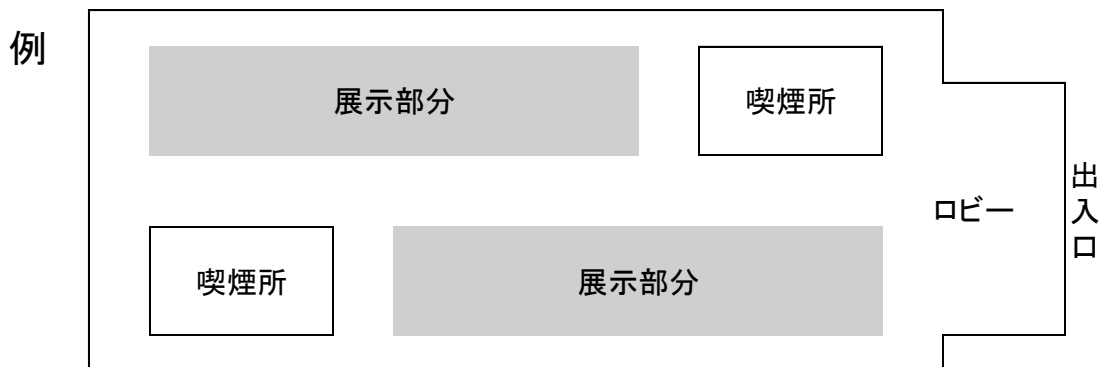 例
展示部分
喫煙所
ロビー
出入口
喫煙所
展示部分